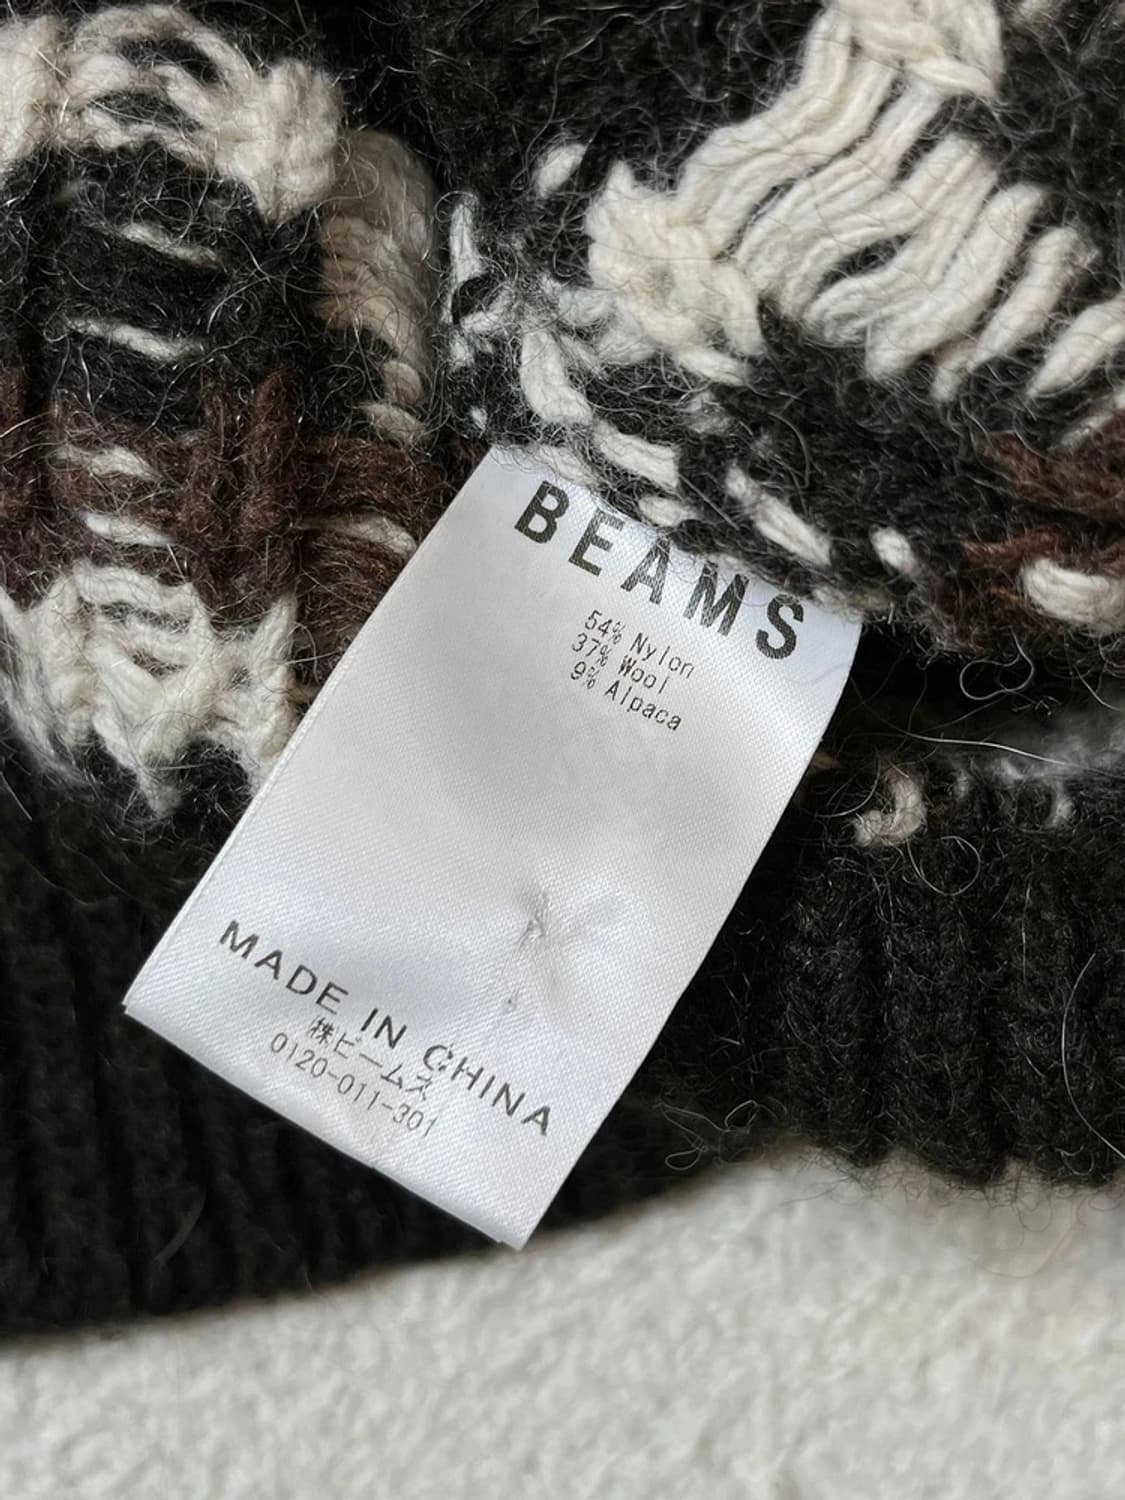 BEAMS
54% Nylon
37% Wool
9% Alpaca
MADE IN CHINA
㈱ビームス
0120-011-301